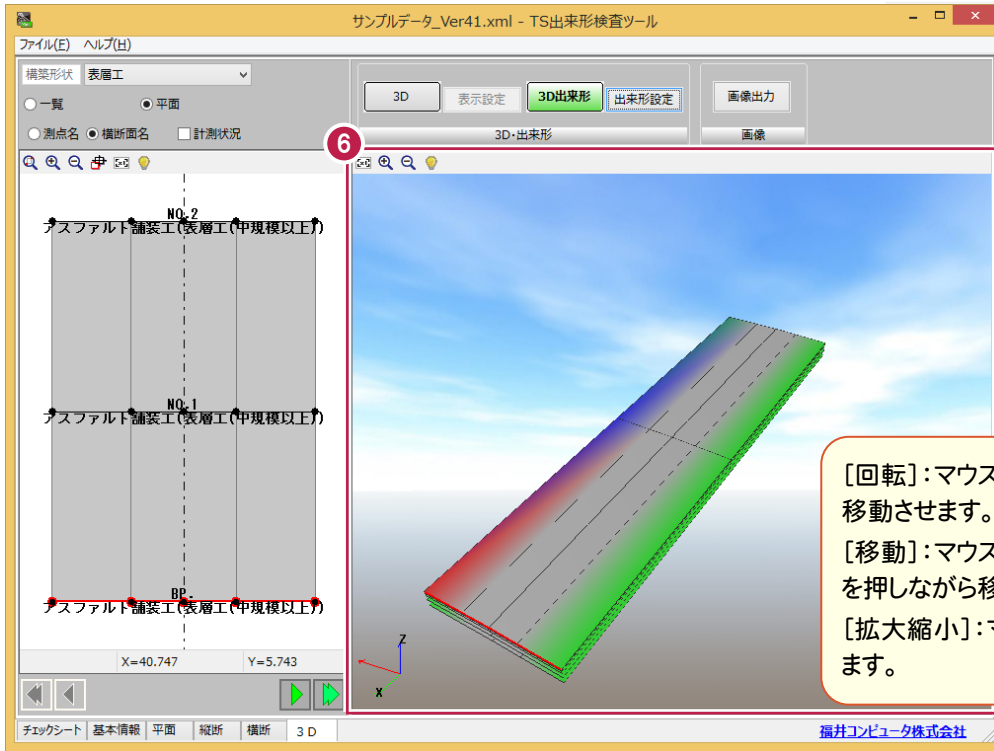 サンプルデータ_Ver41.xml - TS出来形検査ツール
ファイル(F) ヘルプ(H)
構築形状 表層工
一覧 平面
測点名 横断面名 計測状況
3D 表示設定 3D出来形 出来形設定
3D・出来形
画像出力
画像
6
NO.2
アスファルト舗装工(表層工(中規模以上))
NO.1
アスファルト舗装工(表層工(中規模以上))
BP.
アスファルト舗装工(表層工(中規模以上))
X=40.747 Y=5.743
Z
X
[回転]：マウス
移動させます。
[移動]：マウス
を押しながら移
[拡大縮小]：マ
ます。
チェックシート 基本情報 平面 縦断 横断 3D
福井コンピュータ株式会社